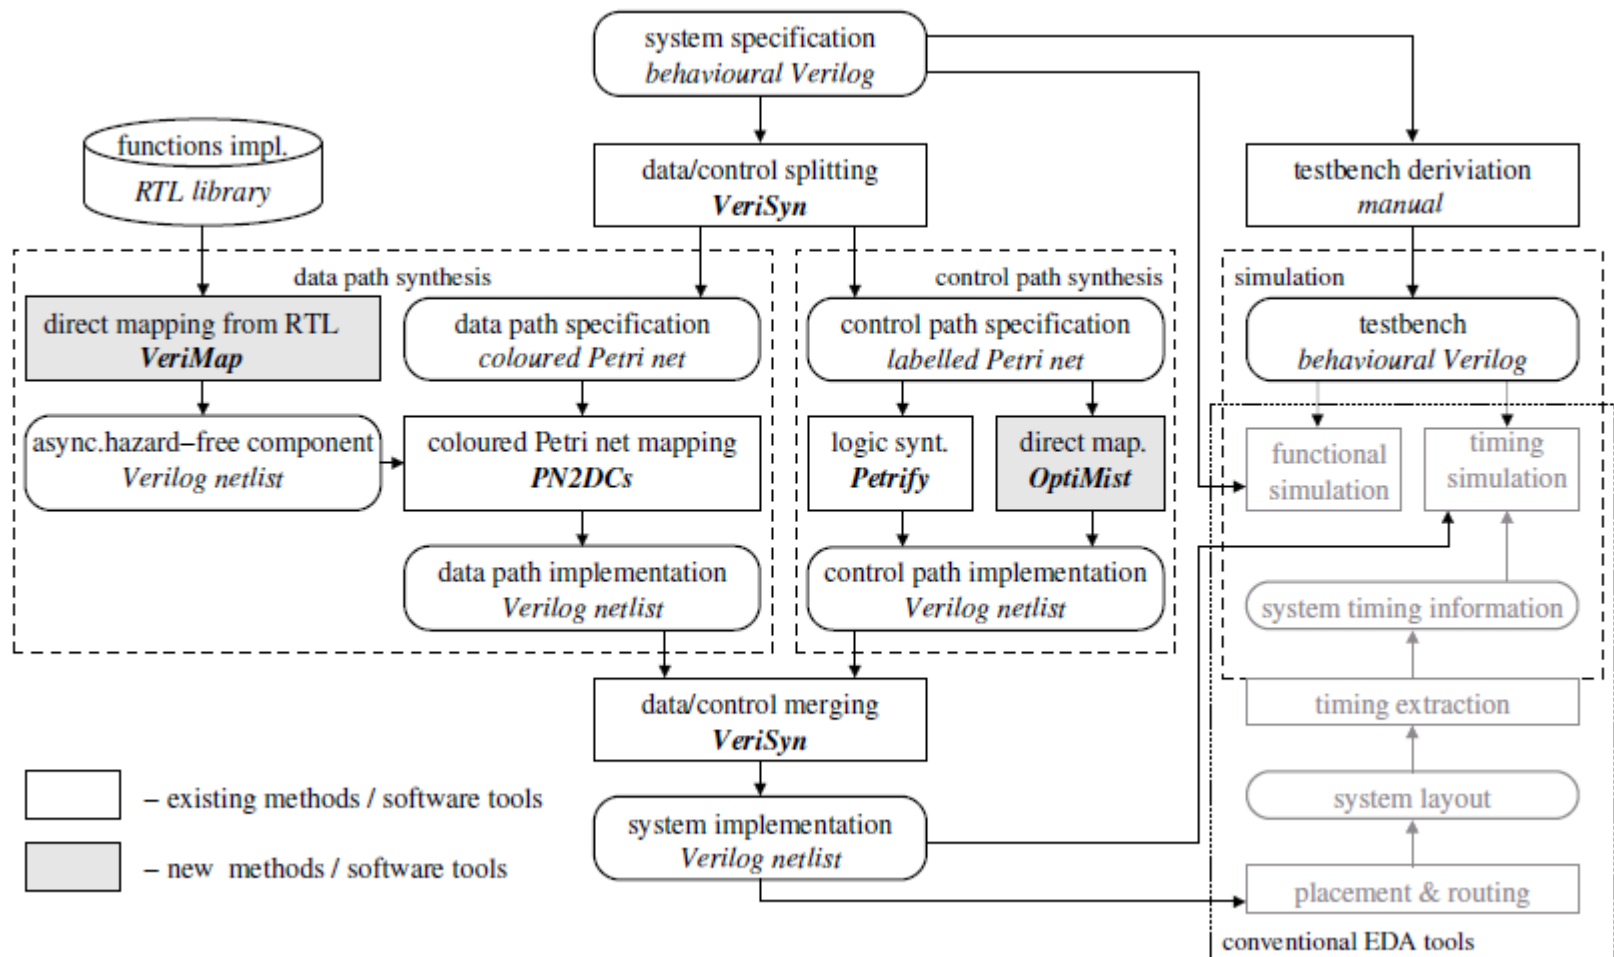 system specification
behavioural Verilog
functions impl.
RTL library
data/control splitting
VeriSyn
testbench deriviation
manual
data path synthesis
control path synthesis
simulation
direct mapping from RTL
VeriMap
data path specification
coloured Petri net
control path specification
labelled Petri net
testbench
behavioural Verilog
async.hazard–free component
Verilog netlist
coloured Petri net mapping
PN2DCs
logic synt.
Petrify
direct map.
OptiMist
functional
simulation
timing
simulation
data path implementation
Verilog netlist
control path implementation
Verilog netlist
system timing information
data/control merging
VeriSyn
timing extraction
– existing methods / software tools
system layout
system implementation
Verilog netlist
– new methods / software tools
placement & routing
conventional EDA tools